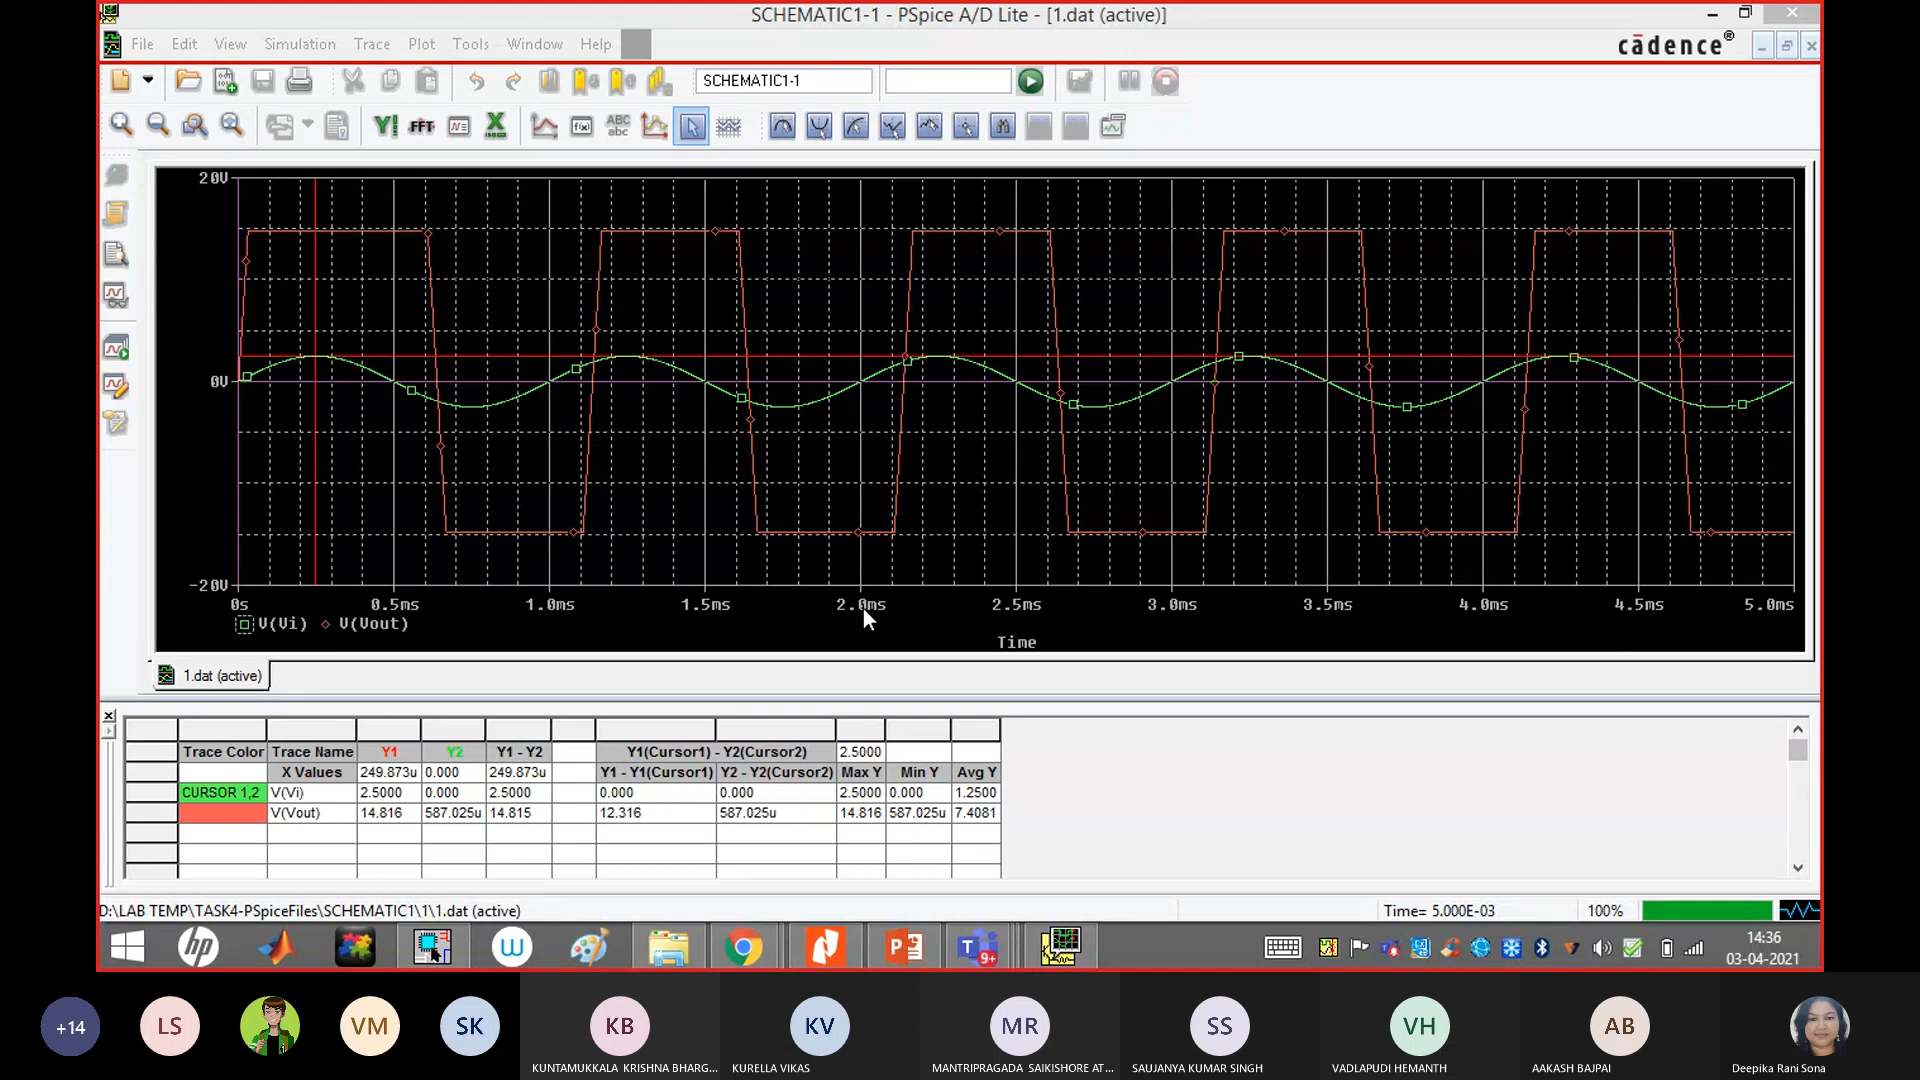 SCHEMATIC1-1 - PSpice A/D Lite - [1.dat (active)]
File Edit View Simulation Trace Plot Tools Window Help
cādence®
SCHEMATIC1-1
FFT
ABC
abc
20V
0V
-20V
0s 0.5ms 1.0ms 1.5ms 2.0ms 2.5ms 3.0ms 3.5ms 4.0ms 4.5ms 5.0ms
V(Vi) V(Vout)
Time
1.dat (active)
Trace Color Trace Name Y1 Y2 Y1 - Y2 Y1(Cursor1) - Y2(Cursor2) 2.5000
X Values 249.873u 0.000 249.873u Y1 - Y1(Cursor1) Y2 - Y2(Cursor2) Max Y Min Y Avg Y
CURSOR 1,2 V(Vi) 2.5000 0.000 2.5000 0.000 0.000 2.5000 0.000 1.2500
V(Vout) 14.816 587.025u 14.815 12.316 587.025u 14.816 587.025u 7.4081
D:\LAB TEMP\TASK4-PSpiceFiles\SCHEMATIC1\1\1.dat (active)
Time= 5.000E-03 100%
hp
9+
14:36
03-04-2021
+14 LS VM SK KB KV MR SS VH AB
KUNTAMUKKALA KRISHNA BHARG... KURELLA VIKAS MANTRIPRAGADA SAIKISHORE AT... SAUJANYA KUMAR SINGH VADLAPUDI HEMANTH AAKASH BAJPAI Deepika Rani Sona